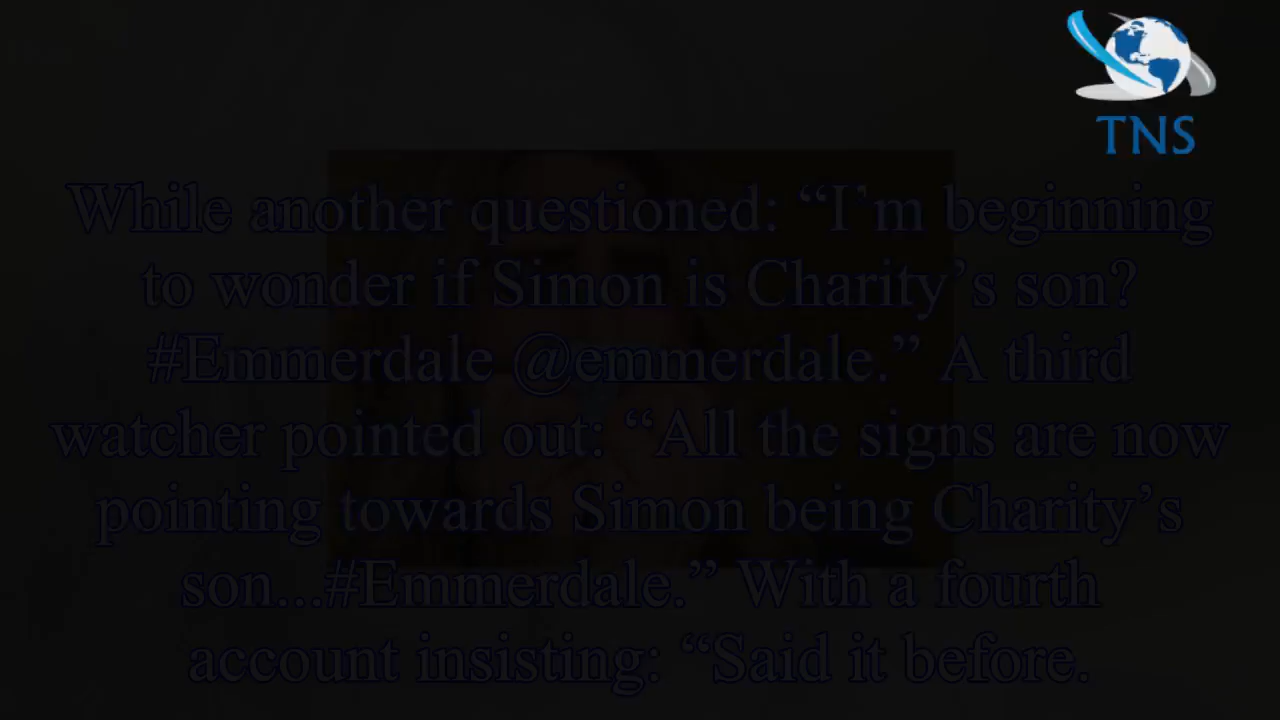 TNS
While another questioned: “I’m beginning
to wonder if Simon is Charity’s son?
#Emmerdale @emmerdale.” A third
watcher pointed out: “All the signs are now
pointing towards Simon being Charity’s
son...#Emmerdale.” With a fourth
account insisting: “Said it before.